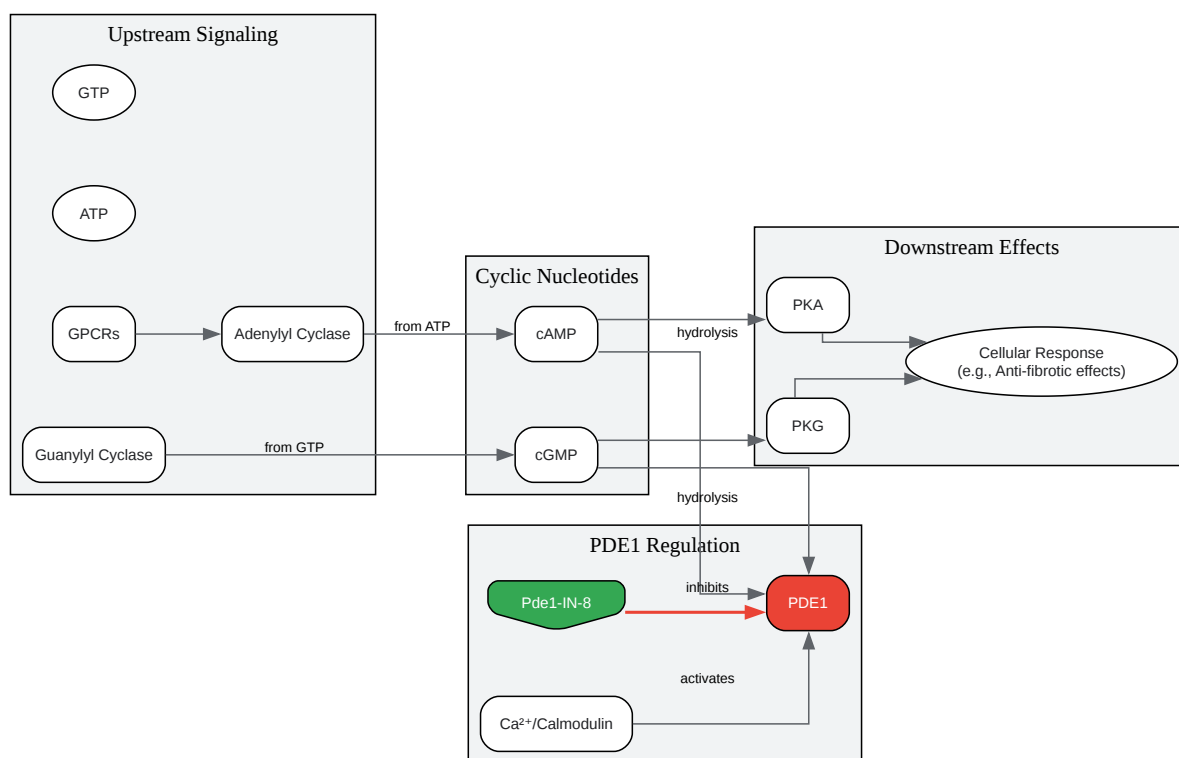 Upstream Signaling
GTP
ATP
GPCRs
Adenylyl Cyclase
from ATP
Guanylyl Cyclase
from GTP
Cyclic Nucleotides
cAMP
cGMP
hydrolysis
hydrolysis
Downstream Effects
PKA
PKG
Cellular Response
(e.g., Anti-fibrotic effects)
PDE1 Regulation
Pde1-IN-8
inhibits
PDE1
activates
Ca²⁺/Calmodulin